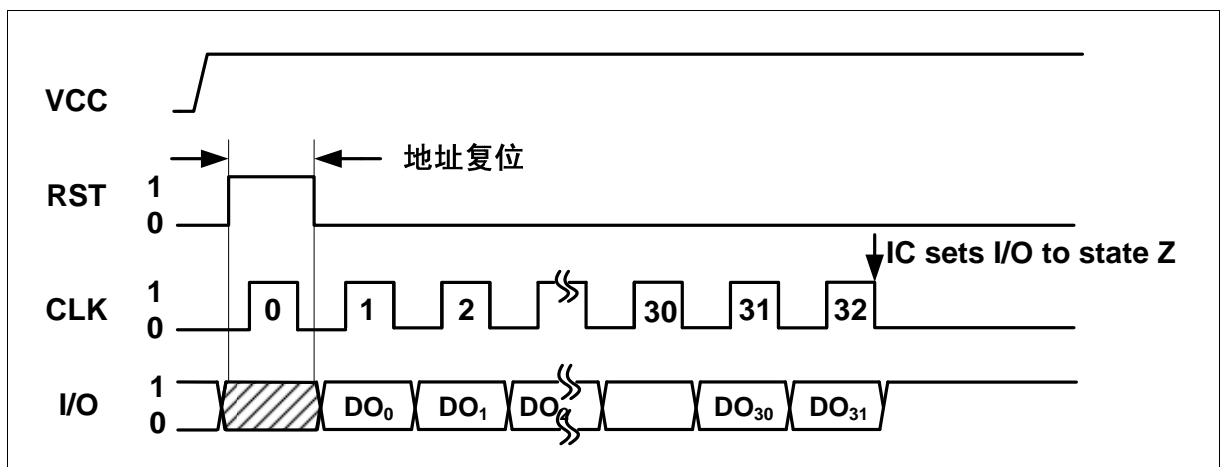 VCC
地址复位
RST 1
0
IC sets I/O to state Z
CLK 1 0 1 2 30 31 32
0
I/O 1 DO₀ DO₁ DO₂ DO₃₀ DO₃₁
0